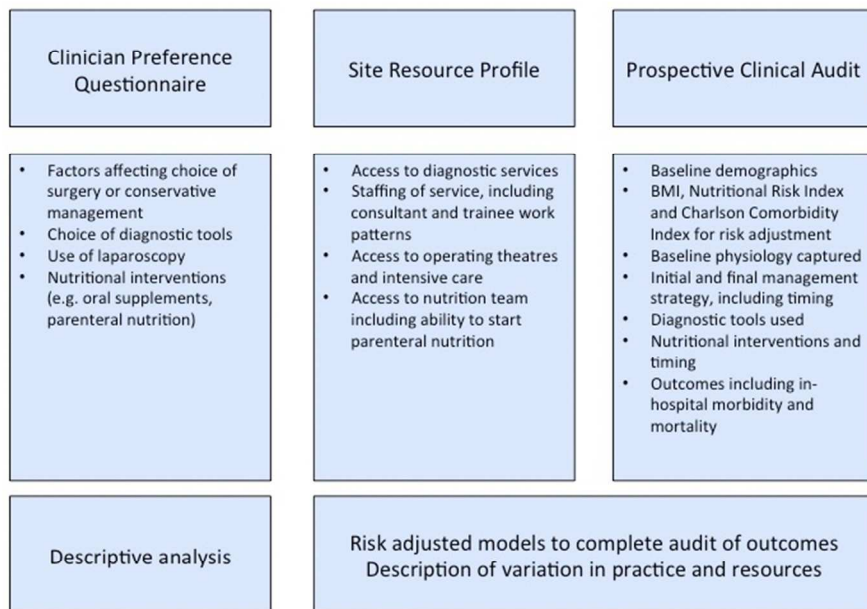 Clinician Preference
Questionnaire
Site Resource Profile
Prospective Clinical Audit
• Factors affecting choice of
surgery or conservative
management
• Choice of diagnostic tools
• Use of laparoscopy
• Nutritional interventions
(e.g. oral supplements,
parenteral nutrition)
• Access to diagnostic services
• Staffing of service, including
consultant and trainee work
patterns
• Access to operating theatres
and intensive care
• Access to nutrition team
including ability to start
parenteral nutrition
• Baseline demographics
• BMI, Nutritional Risk Index
and Charlson Comorbidity
Index for risk adjustment
• Baseline physiology captured
• Initial and final management
strategy, including timing
• Diagnostic tools used
• Nutritional interventions and
timing
• Outcomes including in-
hospital morbidity and
mortality
Descriptive analysis
Risk adjusted models to complete audit of outcomes
Description of variation in practice and resources